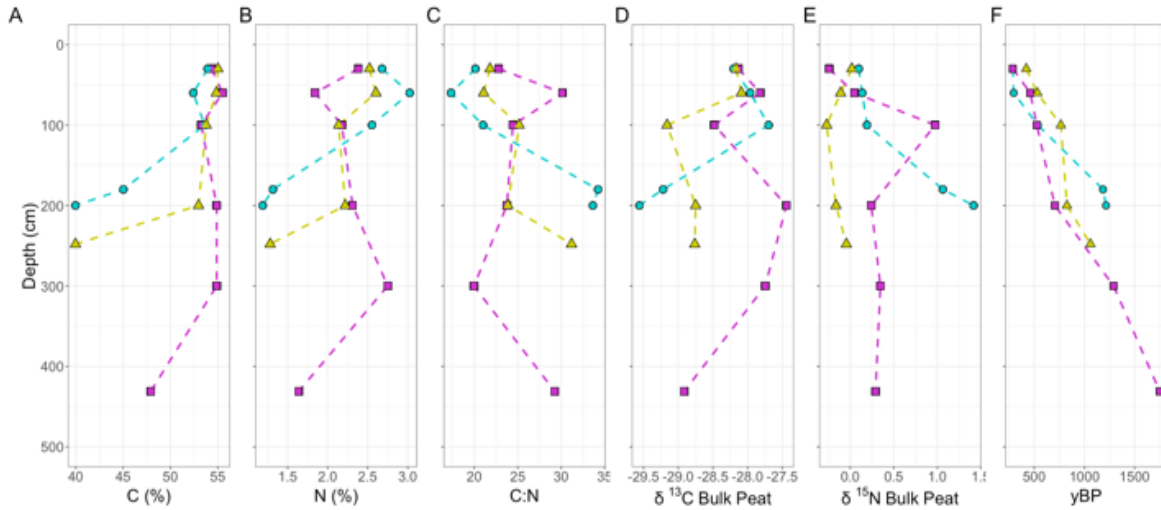 A B C D E F
Depth (cm)
0
100
200
300
400
500
40 45 50 55
1.5 2.0 2.5 3.0
20 25 30 35
-29.5 -29.0 -28.5 -28.0 -27.5
0.0 0.5 1.0 1.5
500 1000 1500
C (%)
N (%)
C:N
δ ¹³C Bulk Peat
δ ¹⁵N Bulk Peat
yBP